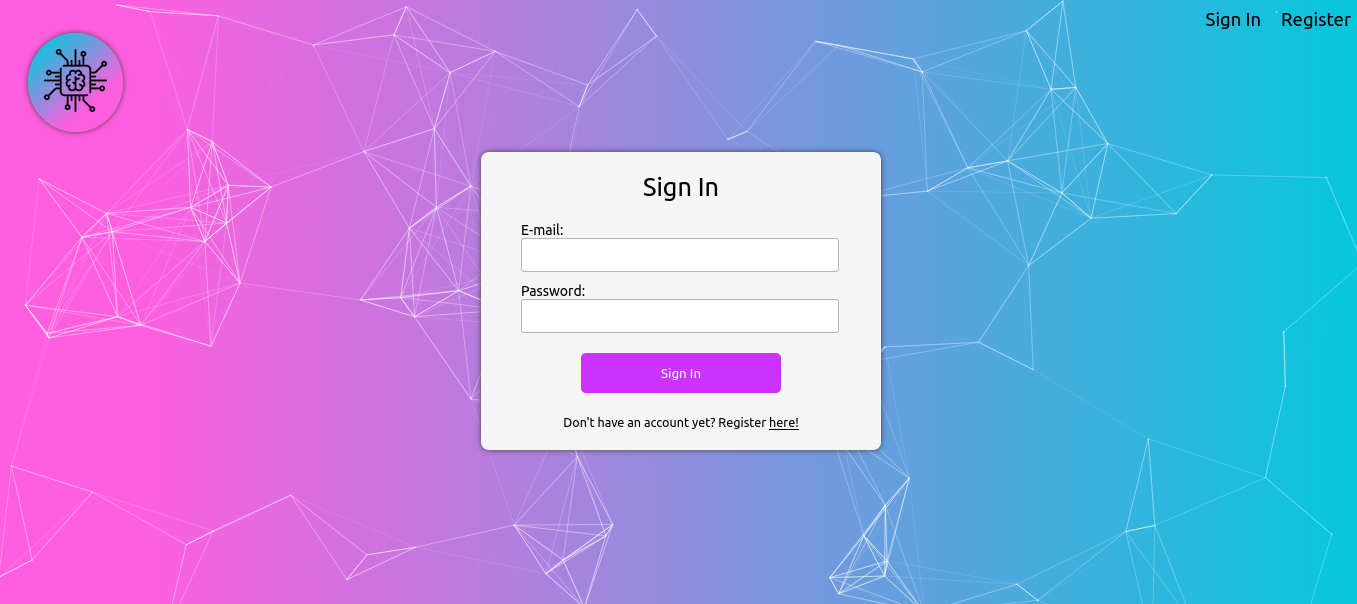 Sign In Register
Sign In
E-mail:
Password:
Sign In
Don't have an account yet? Register here!